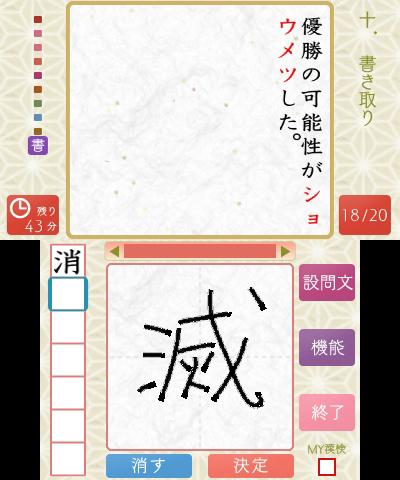 十． 書き取り
優勝の可能性がショ
ウメツした。
書
残り
43分
18/20
消
滅
設問文
機能
終了
MY漢検
消す
決定